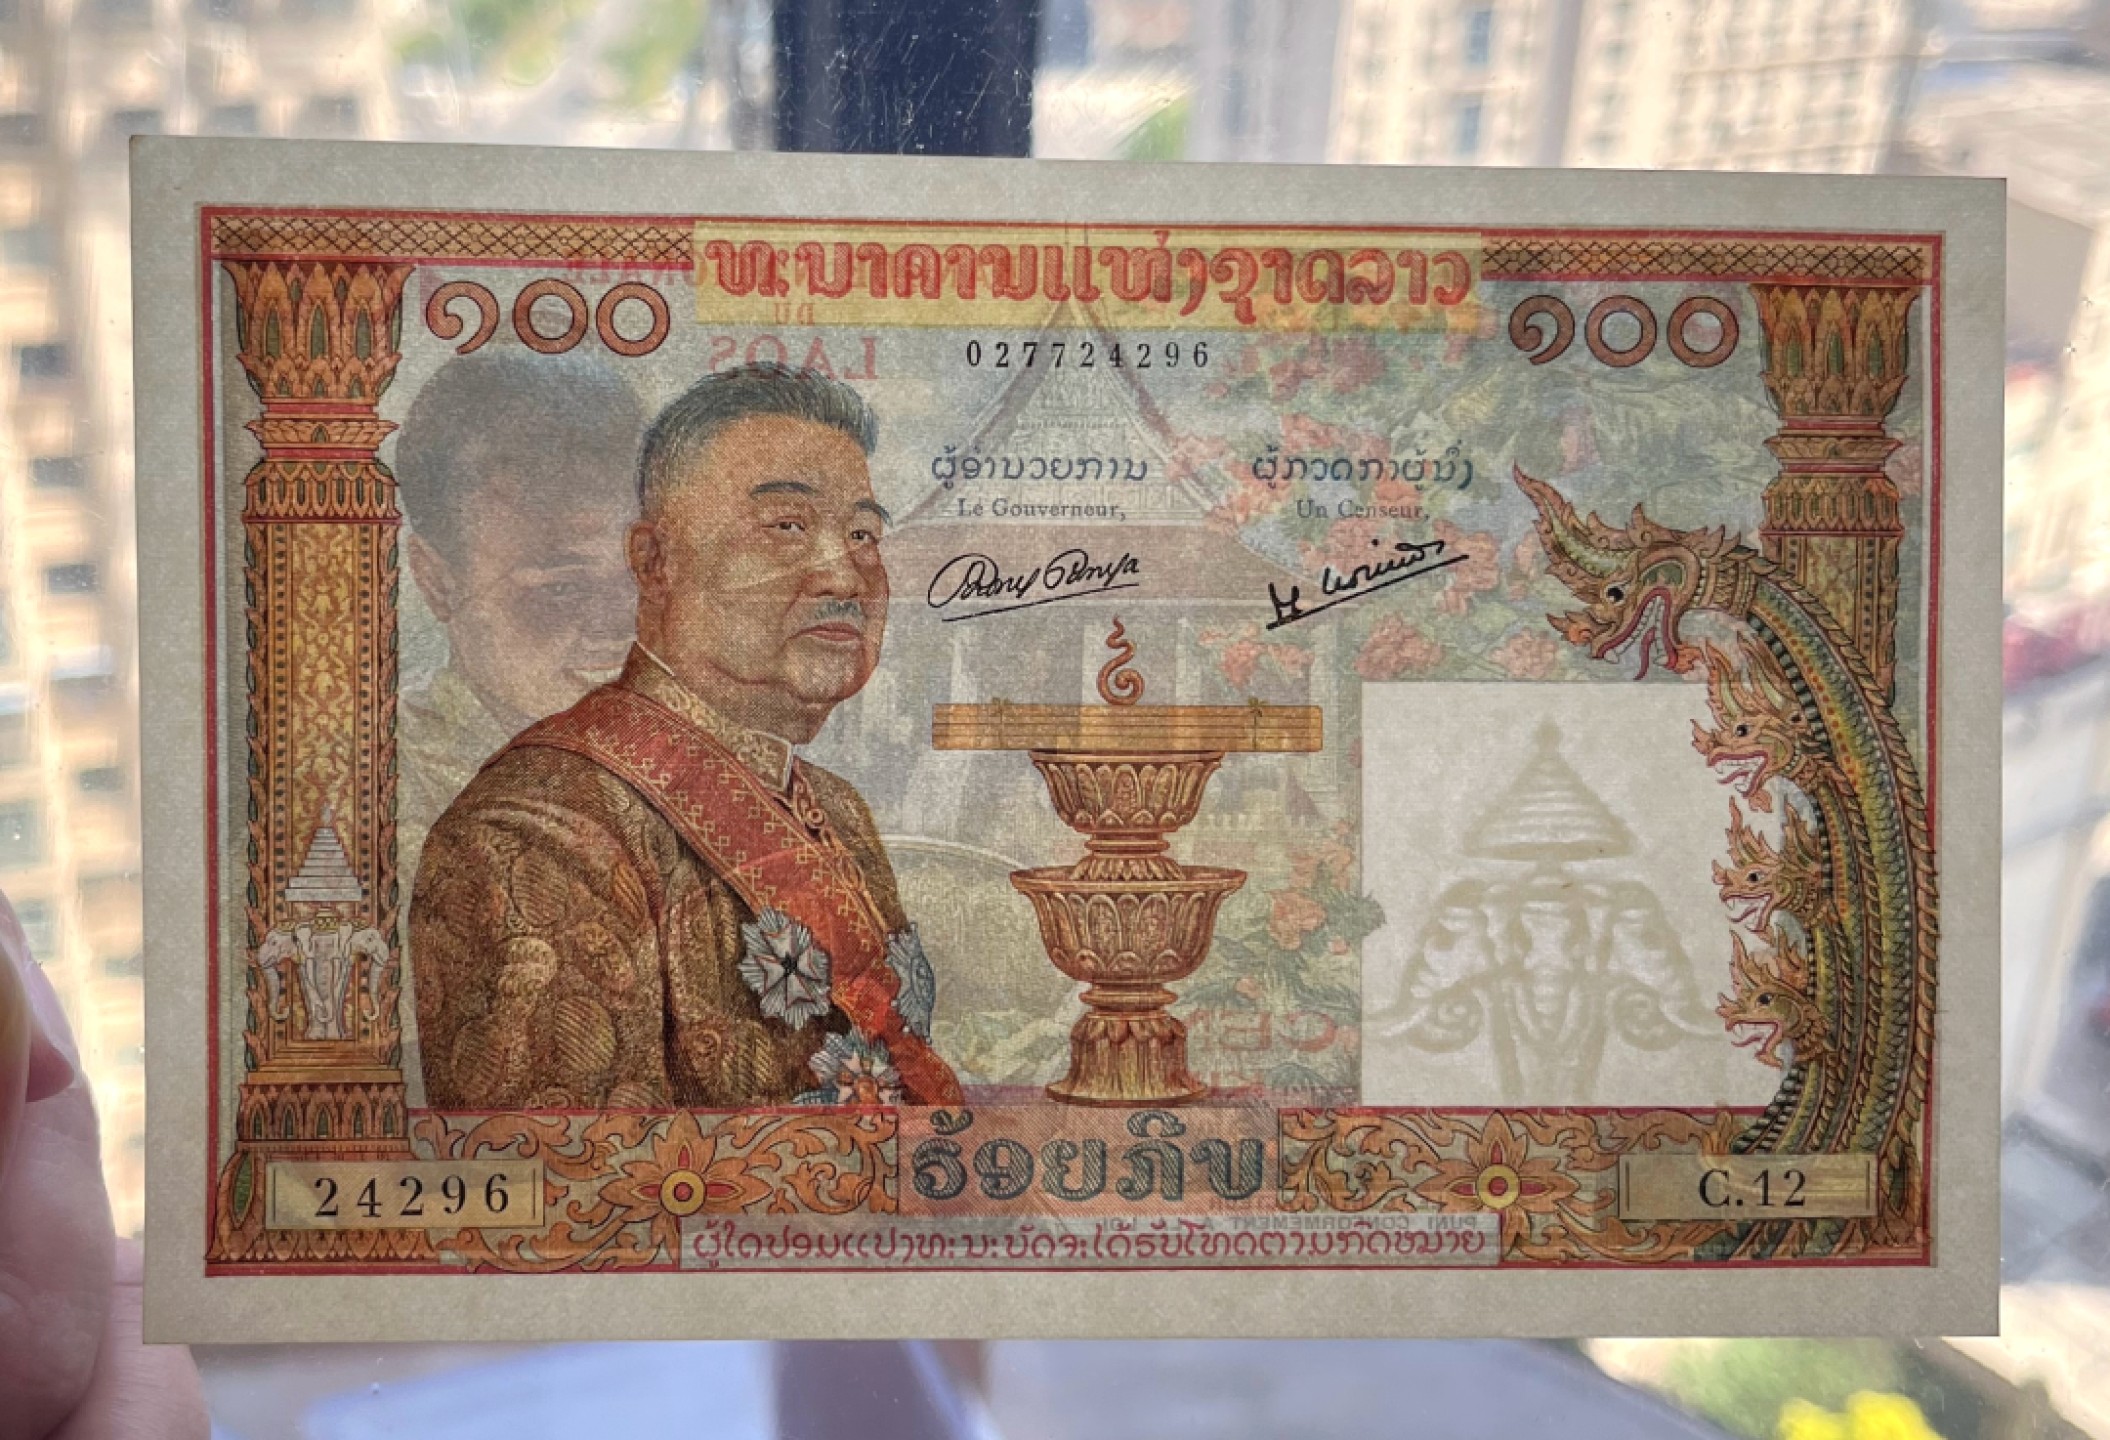 ທະນາຄານແຫ່ງຊາດລາວ
໑໐໐ ໑໐໐
027724296
ຜູ້ອໍານວຍການ ຜູ້ກວດກາຜູ້ນຶ່ງ
Le Gouverneur, Un Censeur,
LAOS
ຮ້ອຍກີບ
24296 C.12
ຜູ້ໃດປອມແປງທະນະບັດຈະໄດ້ຮັບໂທດຕາມກົດໝາຍ